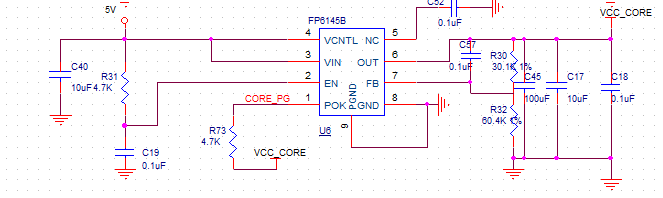 C52
0.1uF
5V
VCC_CORE
FP6145B
4 VCNTL NC 5
3 VIN OUT 6
2 EN FB 7
1 POK GND 8
PGND
9
U6
C40
10uF
R31
4.7K
C19
0.1uF
CORE_PG
R73
4.7K
VCC_CORE
C57
0.1uF
R30
30.1K 1%
R32
60.4K 1%
C45
100uF
C17
10uF
C18
0.1uF